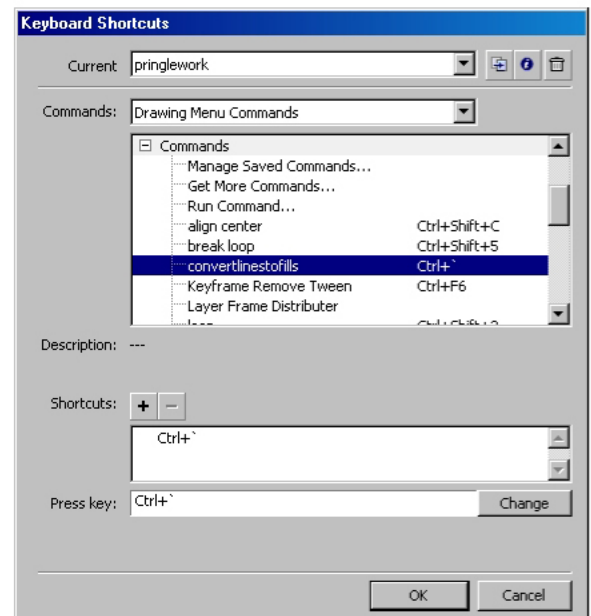 Keyboard Shortcuts
Current pringlework
Commands: Drawing Menu Commands
Commands
Manage Saved Commands...
Get More Commands...
Run Command...
align center Ctrl+Shift+C
break loop Ctrl+Shift+5
convertlinestofills Ctrl+`
Keyframe Remove Tween Ctrl+F6
Layer Frame Distributer
Description: ---
Shortcuts: + −
Ctrl+`
Press key: Ctrl+` Change
OK Cancel